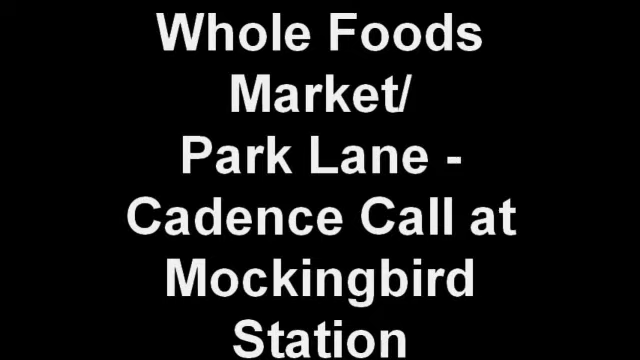 Whole Foods
Market/
Park Lane -
Cadence Call at
Mockingbird
Station